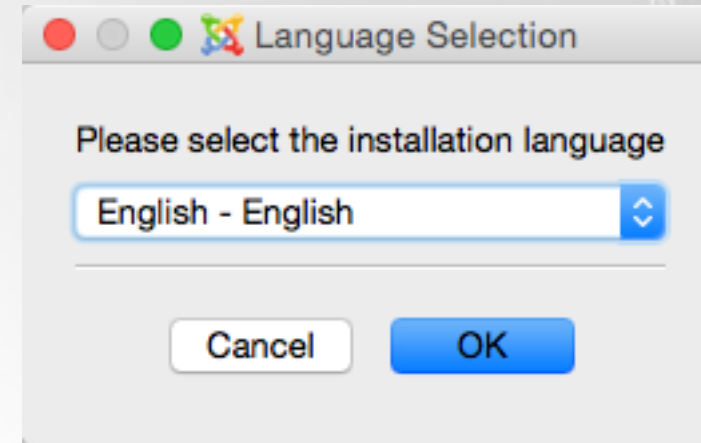 Language Selection
Please select the installation language
English - English
Cancel OK